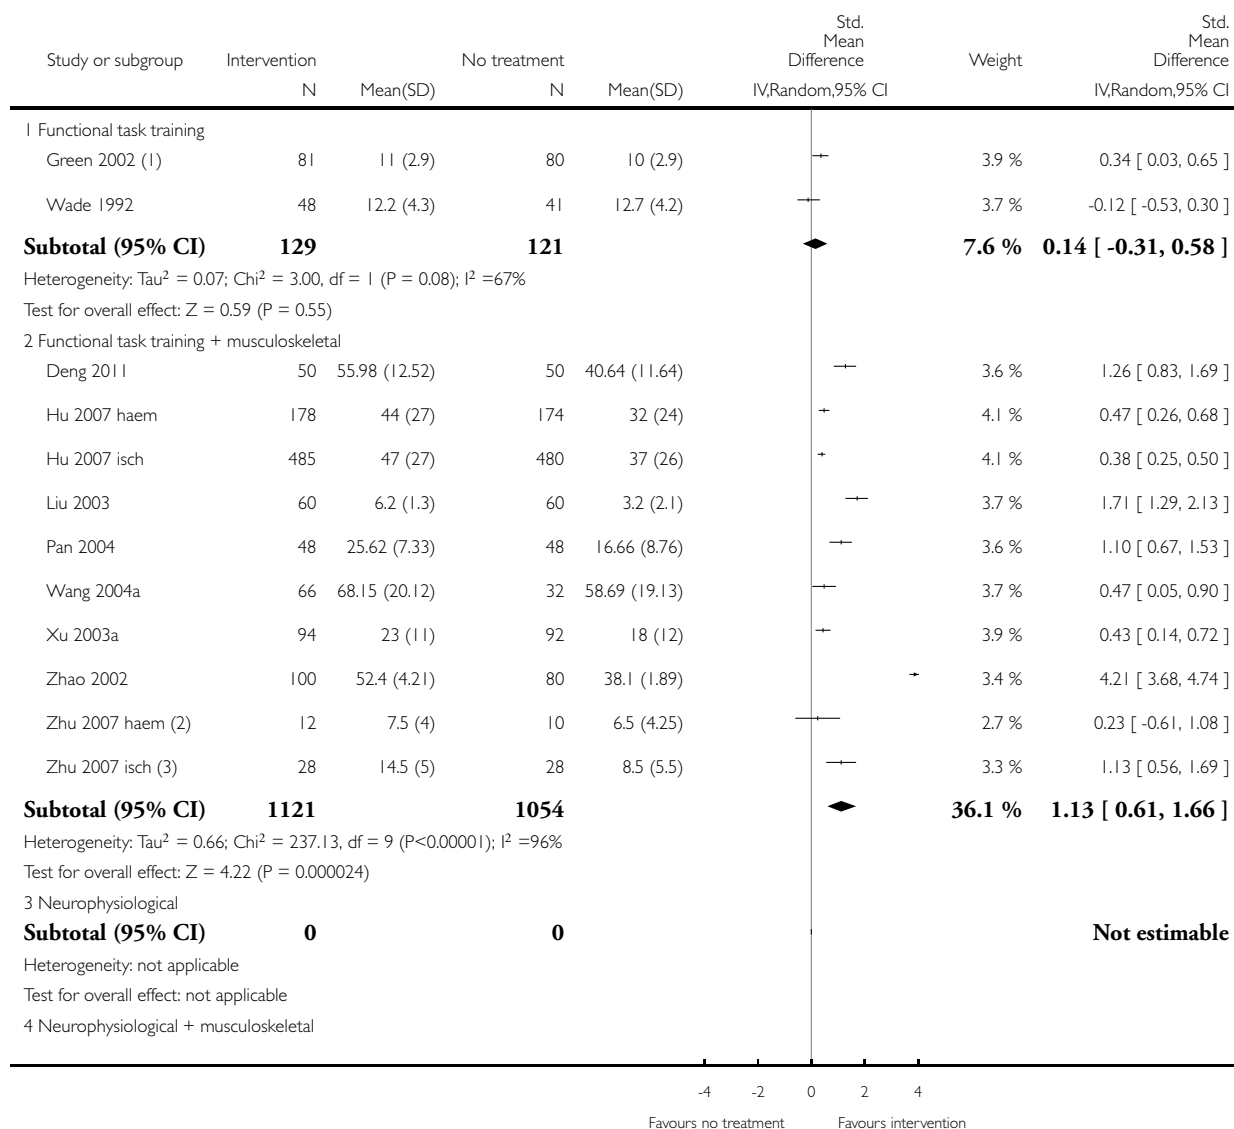 Study or subgroup Intervention No treatment Std. Mean Difference Weight Std. Mean Difference
N Mean(SD) N Mean(SD) IV,Random,95% CI IV,Random,95% CI
1 Functional task training
Green 2002 (1) 81 11 (2.9) 80 10 (2.9) 3.9 % 0.34 [ 0.03, 0.65 ]
Wade 1992 48 12.2 (4.3) 41 12.7 (4.2) 3.7 % -0.12 [ -0.53, 0.30 ]
Subtotal (95% CI) 129 121 7.6 % 0.14 [ -0.31, 0.58 ]
Heterogeneity: Tau² = 0.07; Chi² = 3.00, df = 1 (P = 0.08); I² =67%
Test for overall effect: Z = 0.59 (P = 0.55)
2 Functional task training + musculoskeletal
Deng 2011 50 55.98 (12.52) 50 40.64 (11.64) 3.6 % 1.26 [ 0.83, 1.69 ]
Hu 2007 haem 178 44 (27) 174 32 (24) 4.1 % 0.47 [ 0.26, 0.68 ]
Hu 2007 isch 485 47 (27) 480 37 (26) 4.1 % 0.38 [ 0.25, 0.50 ]
Liu 2003 60 6.2 (1.3) 60 3.2 (2.1) 3.7 % 1.71 [ 1.29, 2.13 ]
Pan 2004 48 25.62 (7.33) 48 16.66 (8.76) 3.6 % 1.10 [ 0.67, 1.53 ]
Wang 2004a 66 68.15 (20.12) 32 58.69 (19.13) 3.7 % 0.47 [ 0.05, 0.90 ]
Xu 2003a 94 23 (11) 92 18 (12) 3.9 % 0.43 [ 0.14, 0.72 ]
Zhao 2002 100 52.4 (4.21) 80 38.1 (1.89) 3.4 % 4.21 [ 3.68, 4.74 ]
Zhu 2007 haem (2) 12 7.5 (4) 10 6.5 (4.25) 2.7 % 0.23 [ -0.61, 1.08 ]
Zhu 2007 isch (3) 28 14.5 (5) 28 8.5 (5.5) 3.3 % 1.13 [ 0.56, 1.69 ]
Subtotal (95% CI) 1121 1054 36.1 % 1.13 [ 0.61, 1.66 ]
Heterogeneity: Tau² = 0.66; Chi² = 237.13, df = 9 (P<0.00001); I² =96%
Test for overall effect: Z = 4.22 (P = 0.000024)
3 Neurophysiological
Subtotal (95% CI) 0 0 Not estimable
Heterogeneity: not applicable
Test for overall effect: not applicable
4 Neurophysiological + musculoskeletal
-4 -2 0 2 4
Favours no treatment Favours intervention